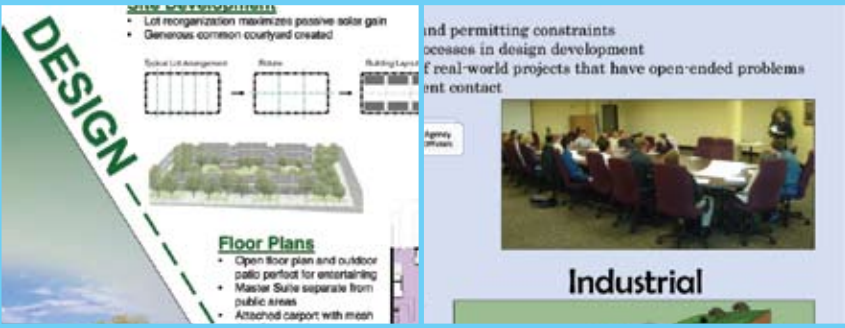 Site Development
• Lot reorganization maximizes passive solar gain
• Generous common courtyard created
Typical Lot Arrangement
Rotate
Building Layout
DESIGN
Floor Plans
• Open floor plan and outdoor
patio perfect for entertaining
• Master Suite separate from
public areas
• Attached carport with mesh
and permitting constraints
ocesses in design development
f real-world projects that have open-ended problems
ent contact
Agency
Officials
Industrial